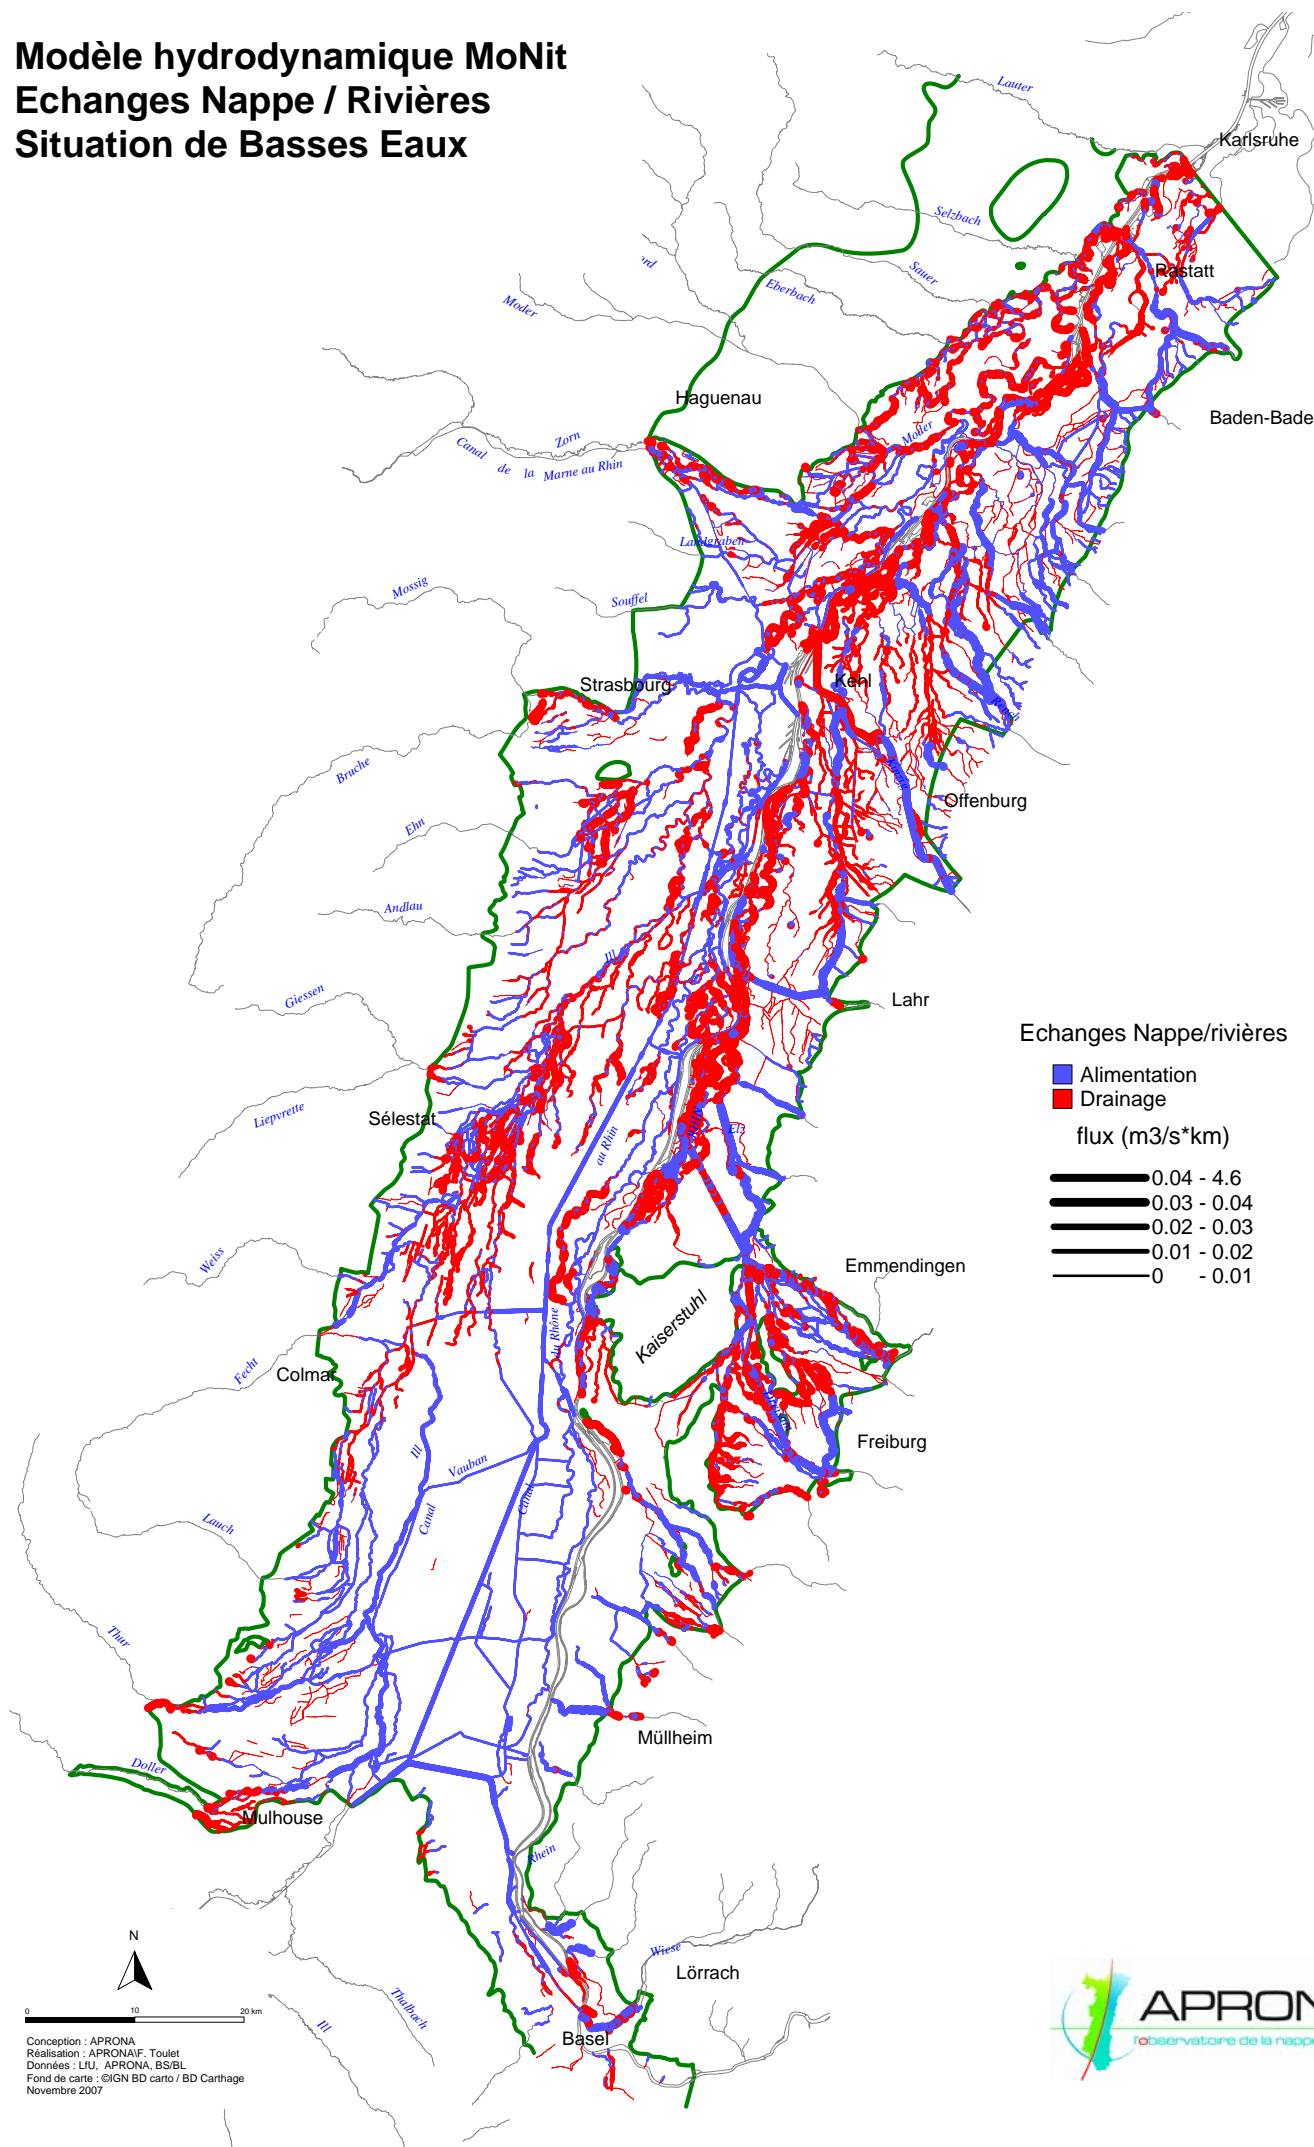 Modèle hydrodynamique MoNit
Echanges Nappe / Rivières
Situation de Basses Eaux
Lauter
Karlsruhe
Selzbach
Sauer
Rastatt
Eberbach
Moder
Haguenau
Baden-Bade
Moder
Zorn
Canal de la Marne au Rhin
Landgraben
Mossig
Souffel
Strasbourg
Kehl
Rench
Bruche
Kinzig
Offenburg
Ehn
Andlau
Ill
Giessen
Lahr
Echanges Nappe/rivières
Alimentation
Drainage
flux (m3/s*km)
0.04 - 4.6
0.03 - 0.04
0.02 - 0.03
0.01 - 0.02
0 - 0.01
Liepvrette
Sélestat
au Rhin
Elz
Weiss
Emmendingen
Kaiserstuhl
du Rhône
Fecht
Colmar
Freiburg
Ill
Vauban
Canal
Canal
Lauch
Thur
Müllheim
Doller
Mulhouse
Rhein
Wiese
Lörrach
Thalbach
Ill
Basel
N
0 10 20 km
Conception : APRONA
Réalisation : APRONA\F. Toulet
Données : LfU, APRONA, BS/BL
Fond de carte : ©IGN BD carto / BD Carthage
Novembre 2007
APRON
l'observatoire de la nappe